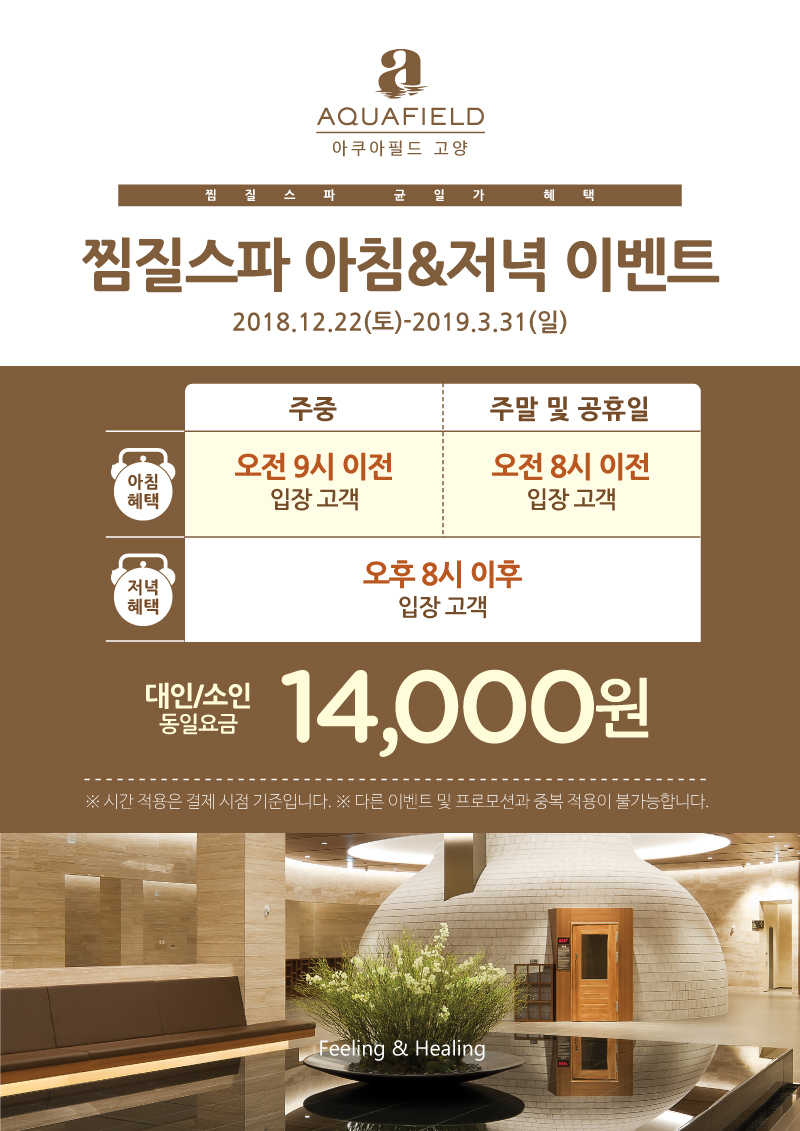 a
AQUAFIELD
아쿠아필드 고양
찜질스파 균일가 혜택
찜질스파 아침&저녁 이벤트
2018.12.22(토)-2019.3.31(일)
주중
주말 및 공휴일
아침
혜택
오전 9시 이전
입장 고객
오전 8시 이전
입장 고객
저녁
혜택
오후 8시 이후
입장 고객
대인/소인
동일요금
14,000원
※ 시간 적용은 결제 시점 기준입니다. ※ 다른 이벤트 및 프로모션과 중복 적용이 불가능합니다.
Feeling & Healing